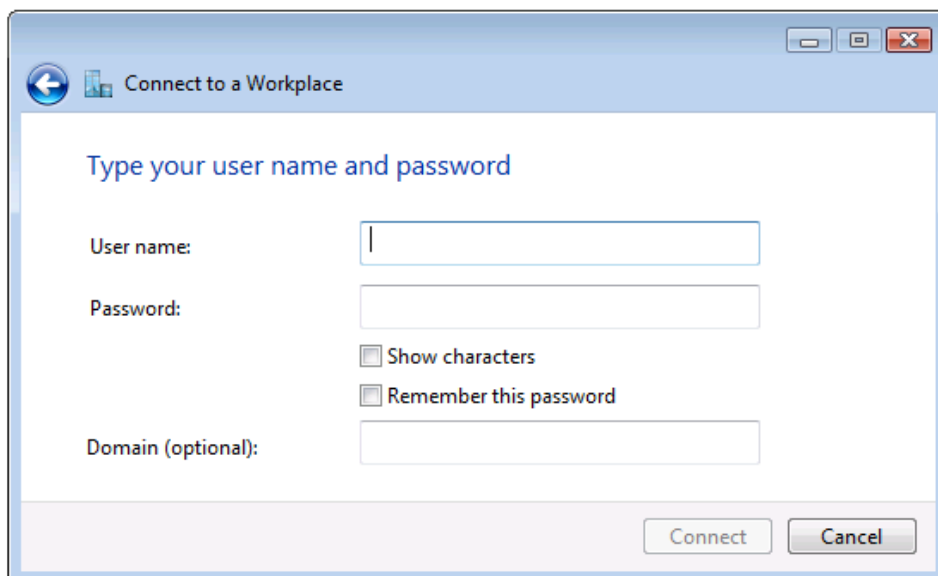 Connect to a Workplace
Type your user name and password
User name:
Password:
Show characters
Remember this password
Domain (optional):
Connect
Cancel